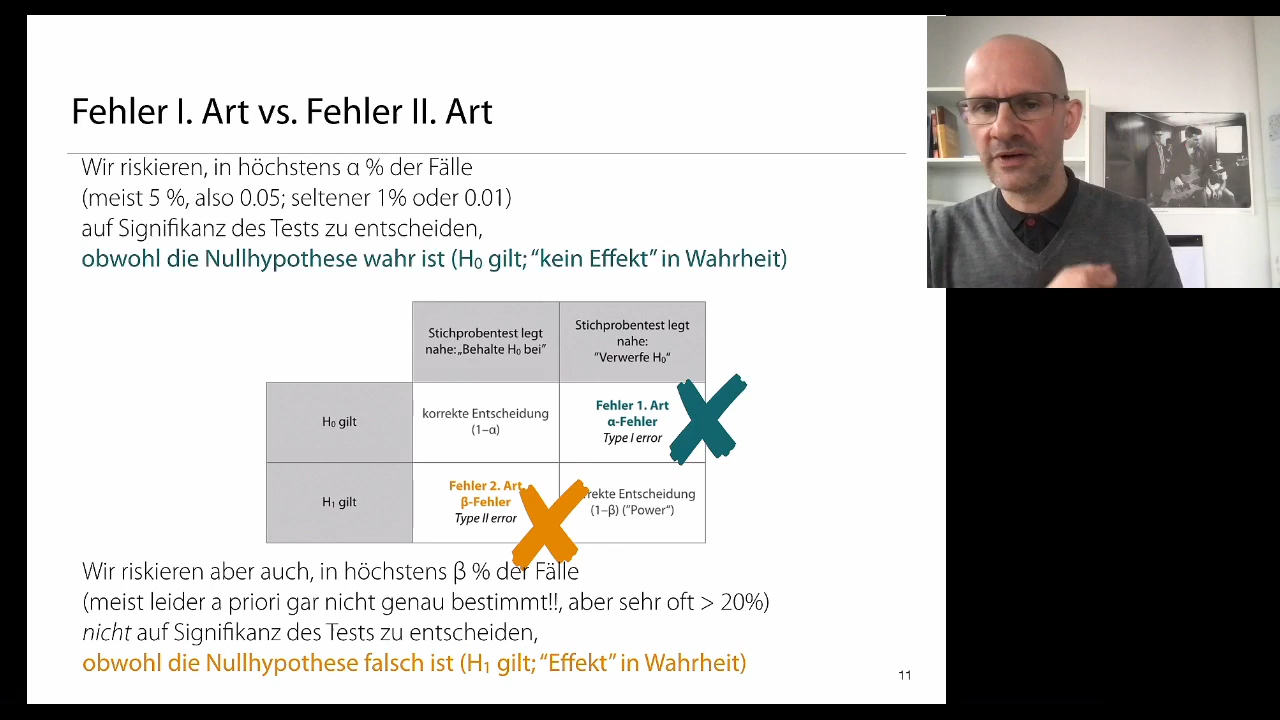 Fehler I. Art vs. Fehler II. Art
Wir riskieren, in höchstens α % der Fälle
(meist 5 %, also 0.05; seltener 1% oder 0.01)
auf Signifikanz des Tests zu entscheiden,
obwohl die Nullhypothese wahr ist (H₀ gilt; “kein Effekt” in Wahrheit)
Stichprobentest legt
nahe: „Behalte H₀ bei”
Stichprobentest legt
nahe:
”Verwerfe H₀“
H₀ gilt
korrekte Entscheidung
(1–α)
Fehler 1. Art
α-Fehler
Type I error
H₁ gilt
Fehler 2. Art
β-Fehler
Type II error
rekte Entscheidung
(1–β) (”Power“)
Wir riskieren aber auch, in höchstens β % der Fälle
(meist leider a priori gar nicht genau bestimmt!!, aber sehr oft > 20%)
nicht auf Signifikanz des Tests zu entscheiden,
obwohl die Nullhypothese falsch ist (H₁ gilt; “Effekt” in Wahrheit)
11